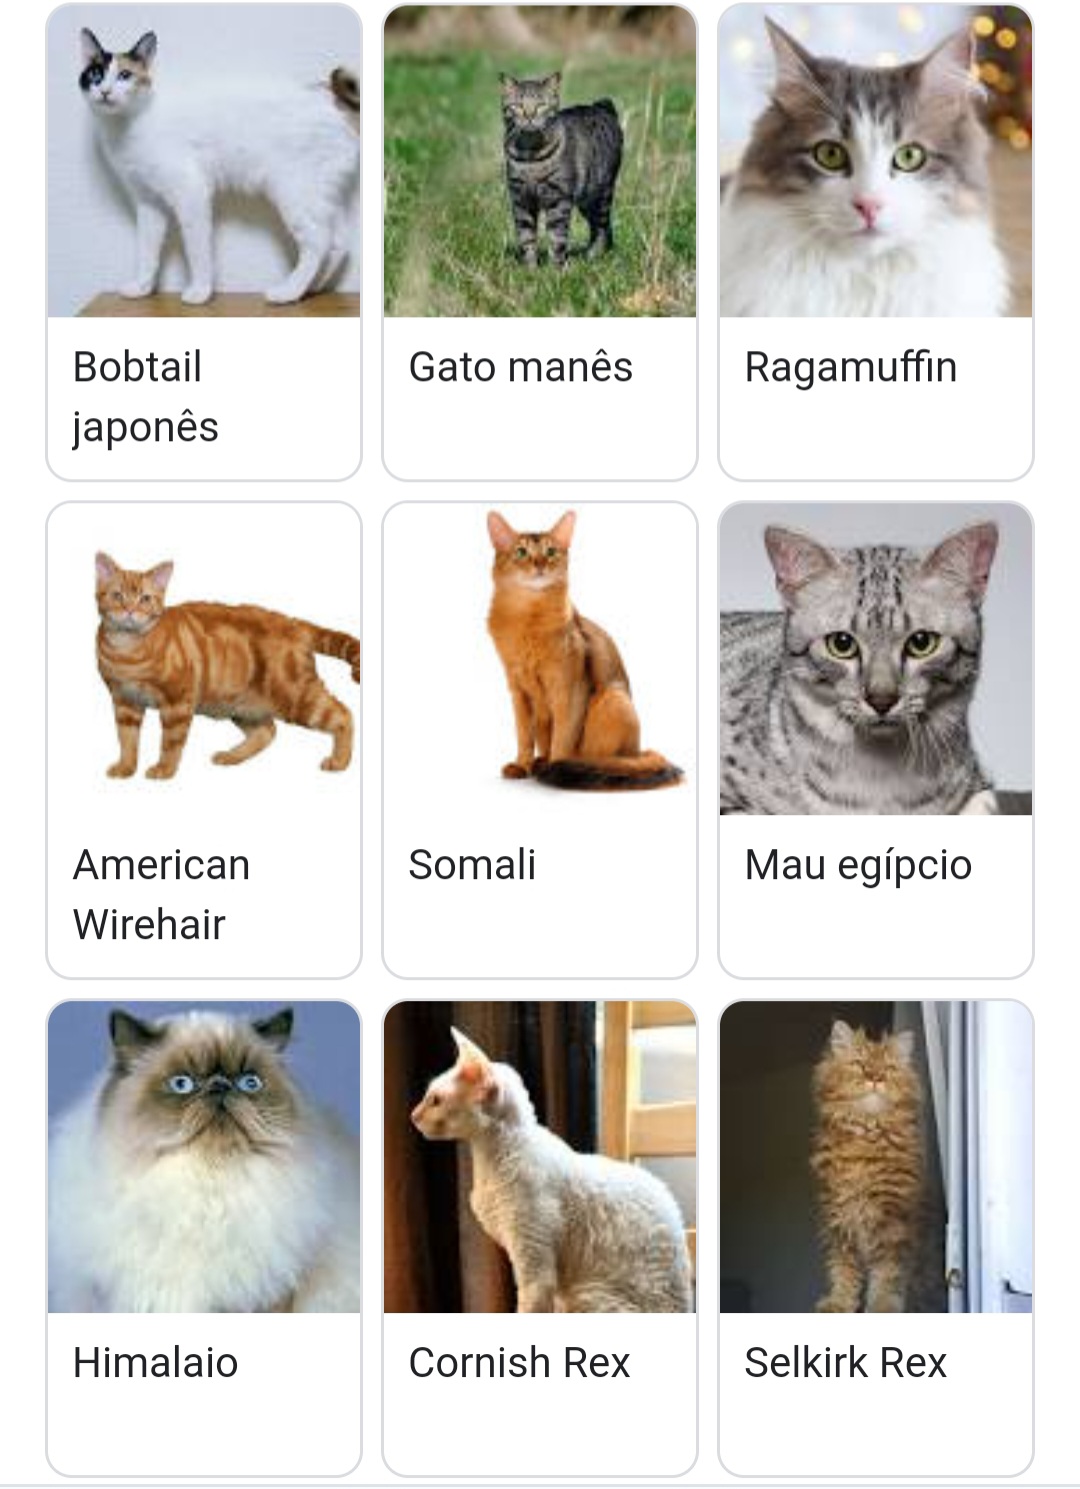 Bobtail
japonês
Gato manês
Ragamuffin
American
Wirehair
Somali
Mau egípcio
Himalaio
Cornish Rex
Selkirk Rex